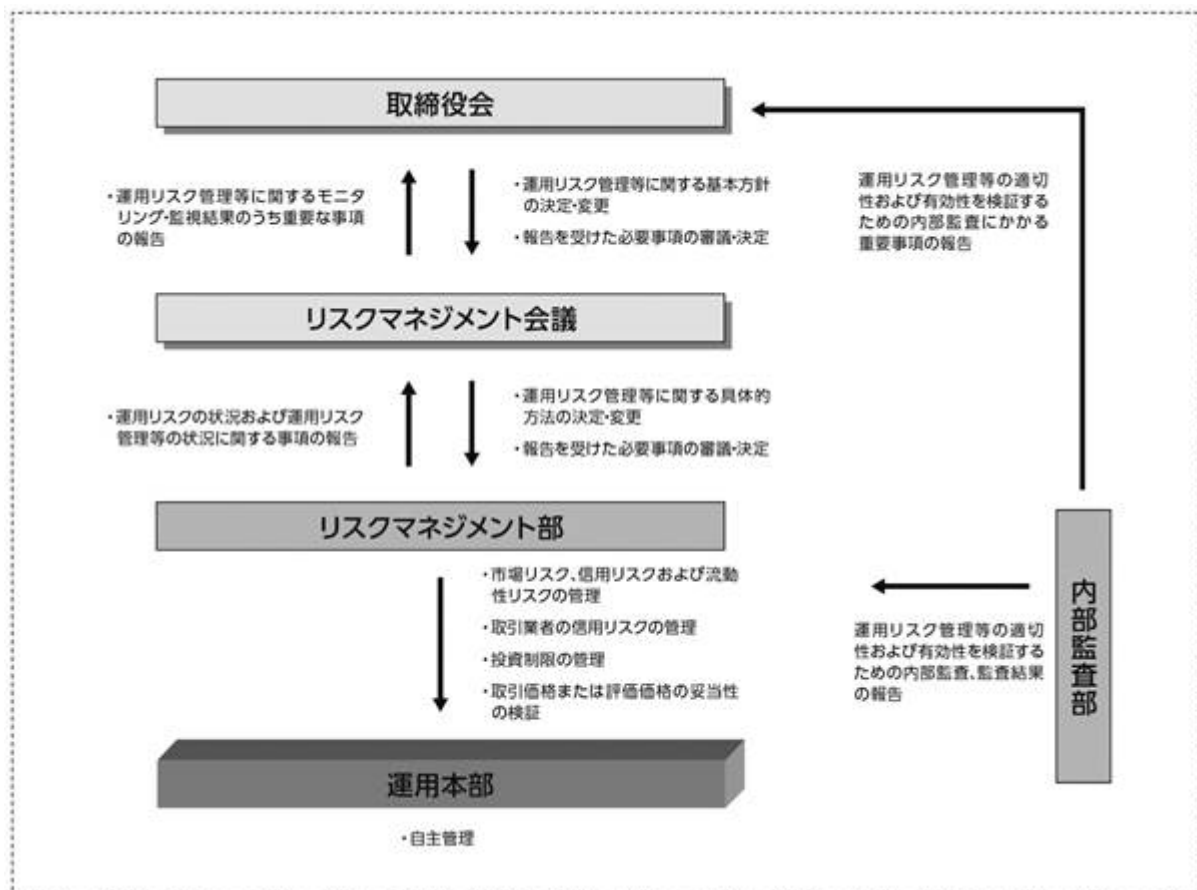 取締役会
・運用リスク管理等に関するモニタ
リング・監視結果のうち重要な事項
の報告
・運用リスク管理等に関する基本方針
の決定・変更
・報告を受けた必要事項の審議・決定
運用リスク管理等の適切
性および有効性を検証する
ための内部監査にかかる
重要事項の報告
リスクマネジメント会議
・運用リスクの状況および運用リスク
管理等の状況に関する事項の報告
・運用リスク管理等に関する具体的
方法の決定・変更
・報告を受けた必要事項の審議・決定
リスクマネジメント部
・市場リスク、信用リスクおよび流動
性リスクの管理
・取引業者の信用リスクの管理
・投資制限の管理
・取引価格または評価価格の妥当性
の検証
運用リスク管理等の適切
性および有効性を検証する
ための内部監査、監査結果
の報告
内部監査部
運用本部
・自主管理